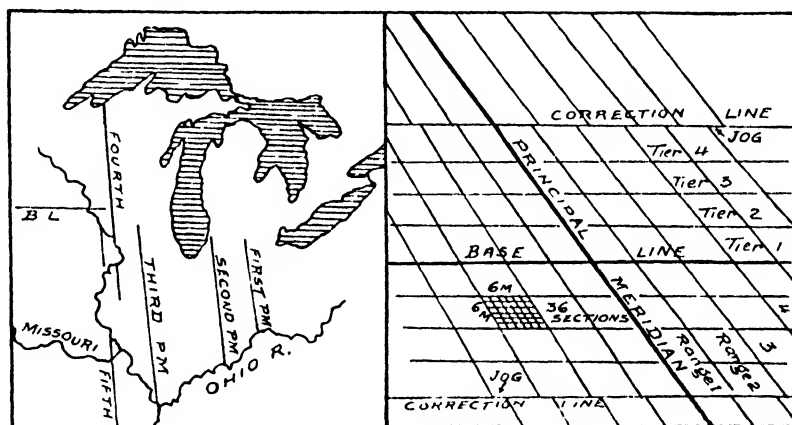 FOURTH
B L
THIRD PM
SECOND PM
FIRST PM
MISSOURI
FIFTH
OHIO R.
CORRECTION LINE
JOG
Tier 4
Tier 3
Tier 2
Tier 1
PRINCIPAL MERIDIAN
BASE LINE
6M
6M
36
SECTIONS
4
3
Range 2
Range 1
JOG
CORRECTION LINE